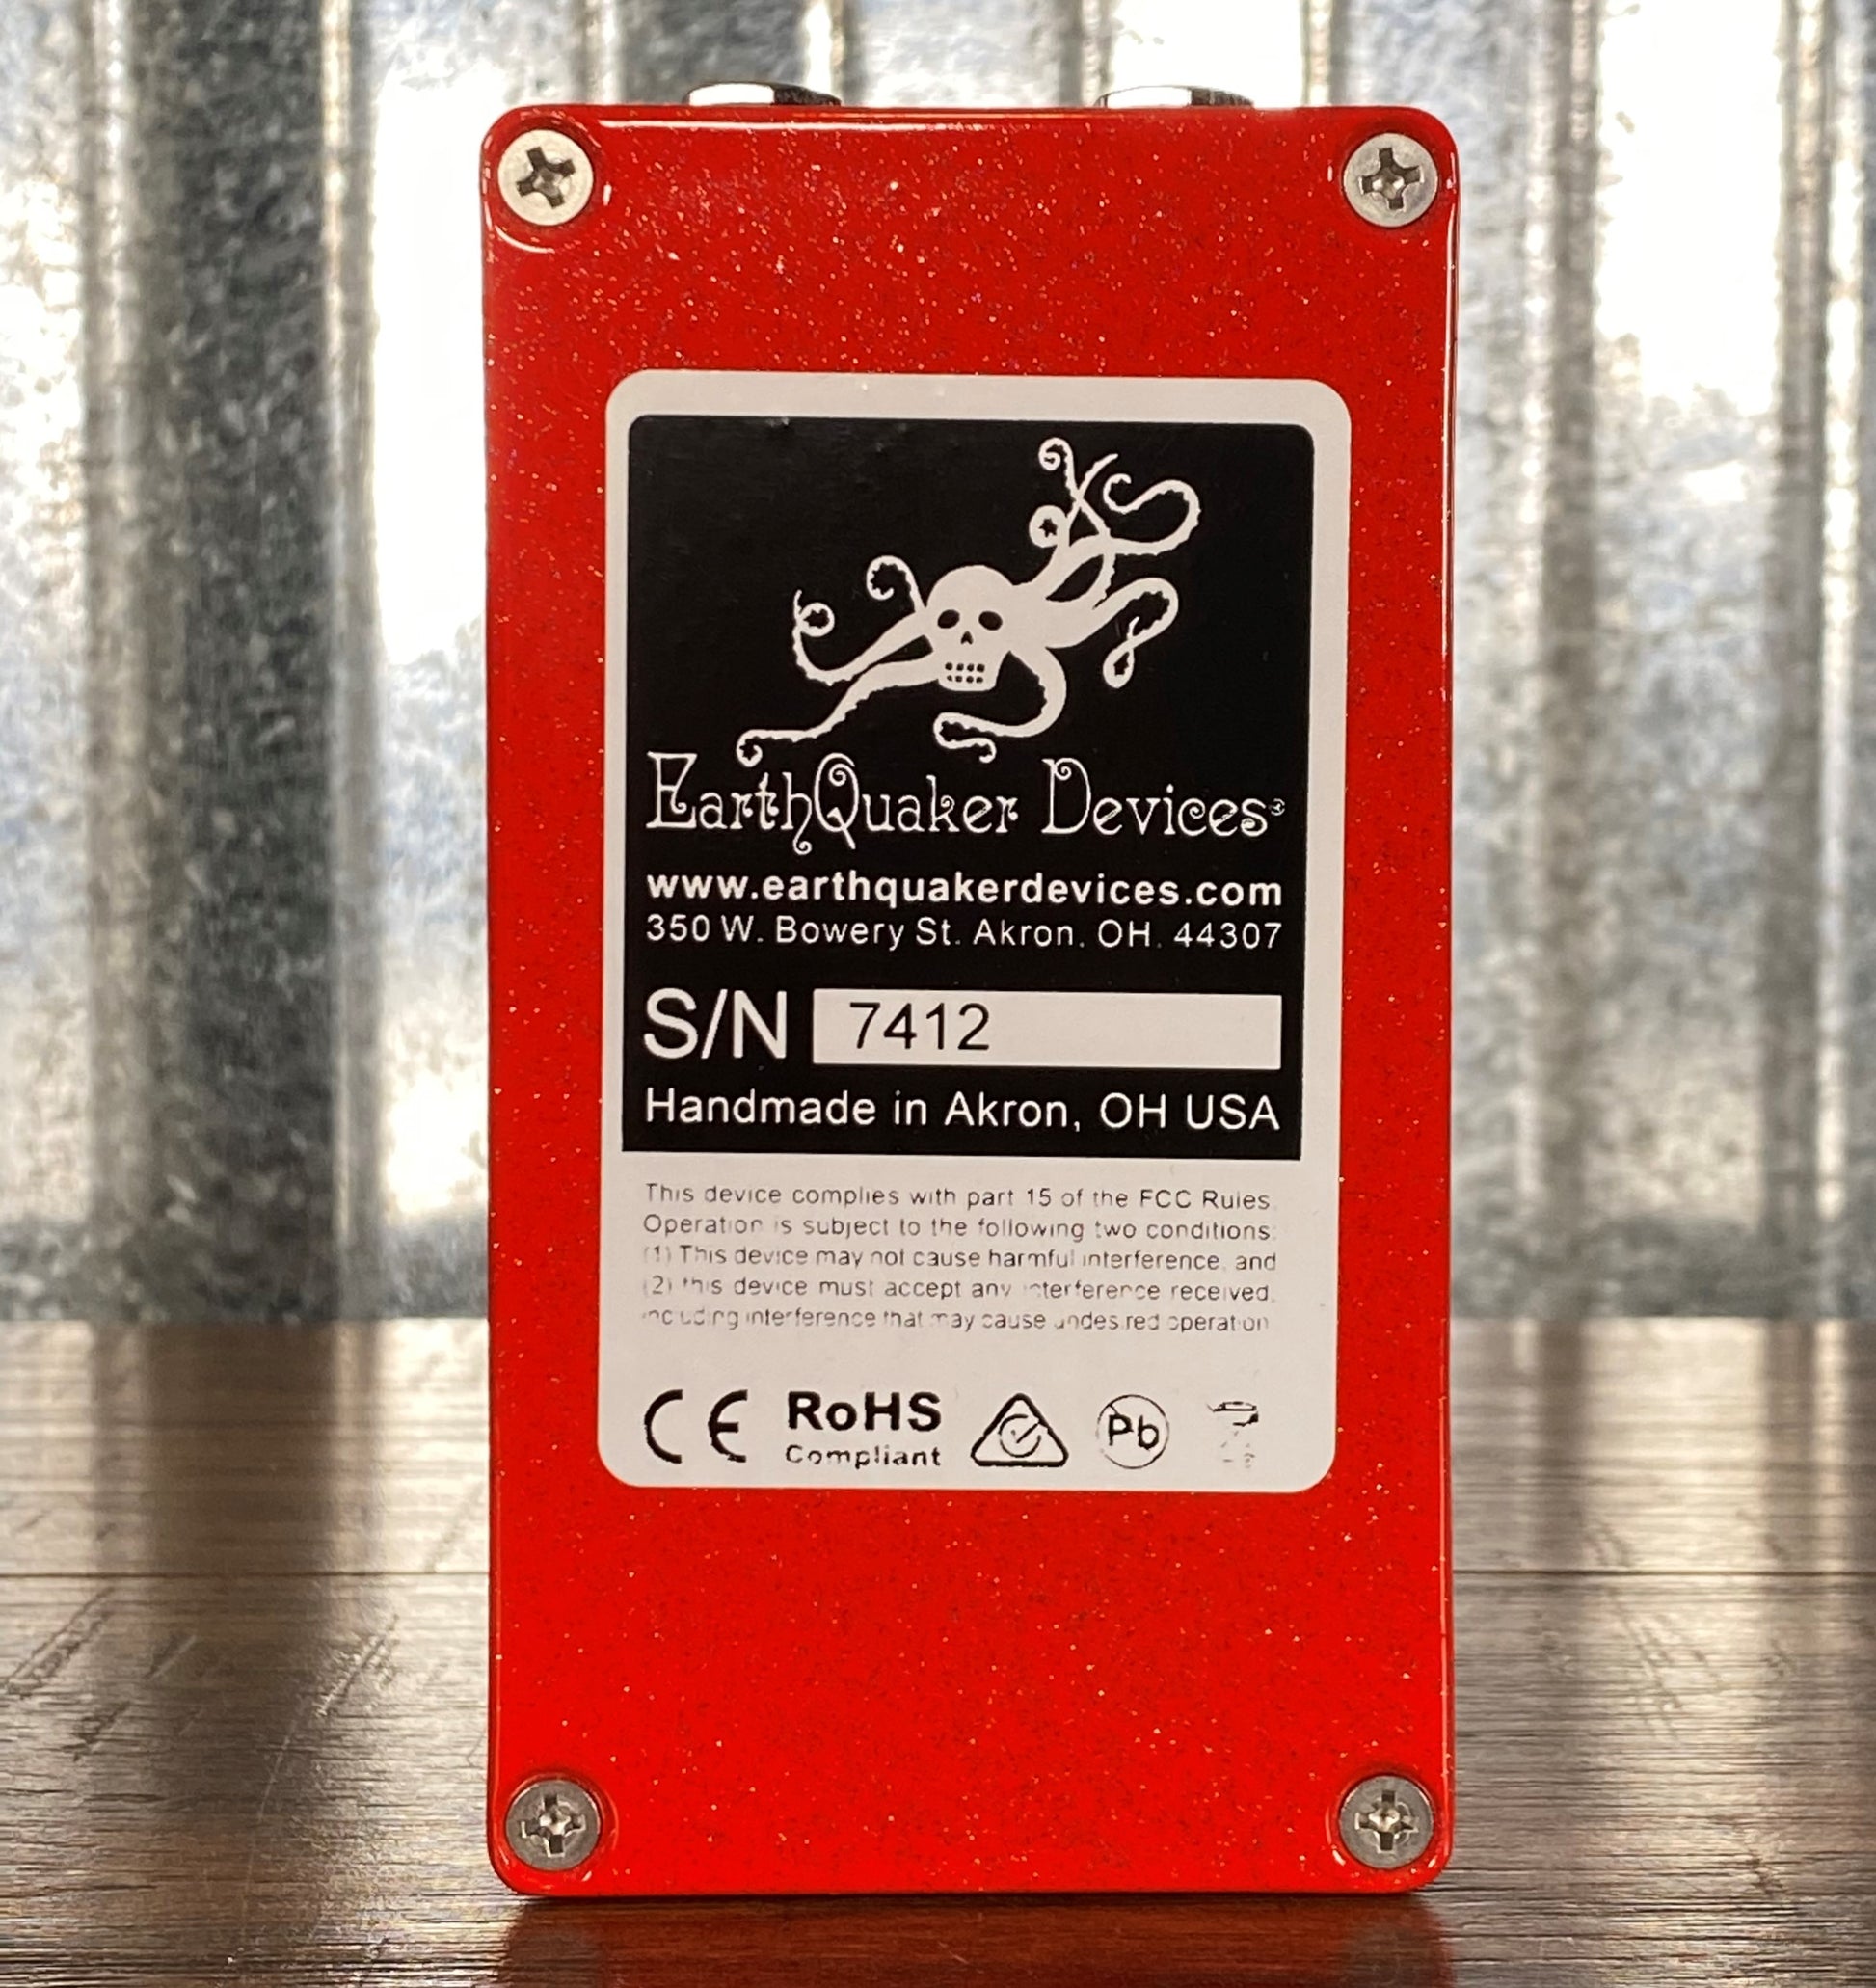 EarthQuaker Devices®
www.earthquakerdevices.com
350 W. Bowery St. Akron, OH, 44307
S/N 7412
Handmade in Akron, OH USA
This device complies with part 15 of the FCC Rules.
Operation is subject to the following two conditions:
(1) This device may not cause harmful interference, and
(2) this device must accept any interference received,
including interference that may cause undesired operation
CE RoHS
Compliant
Pb